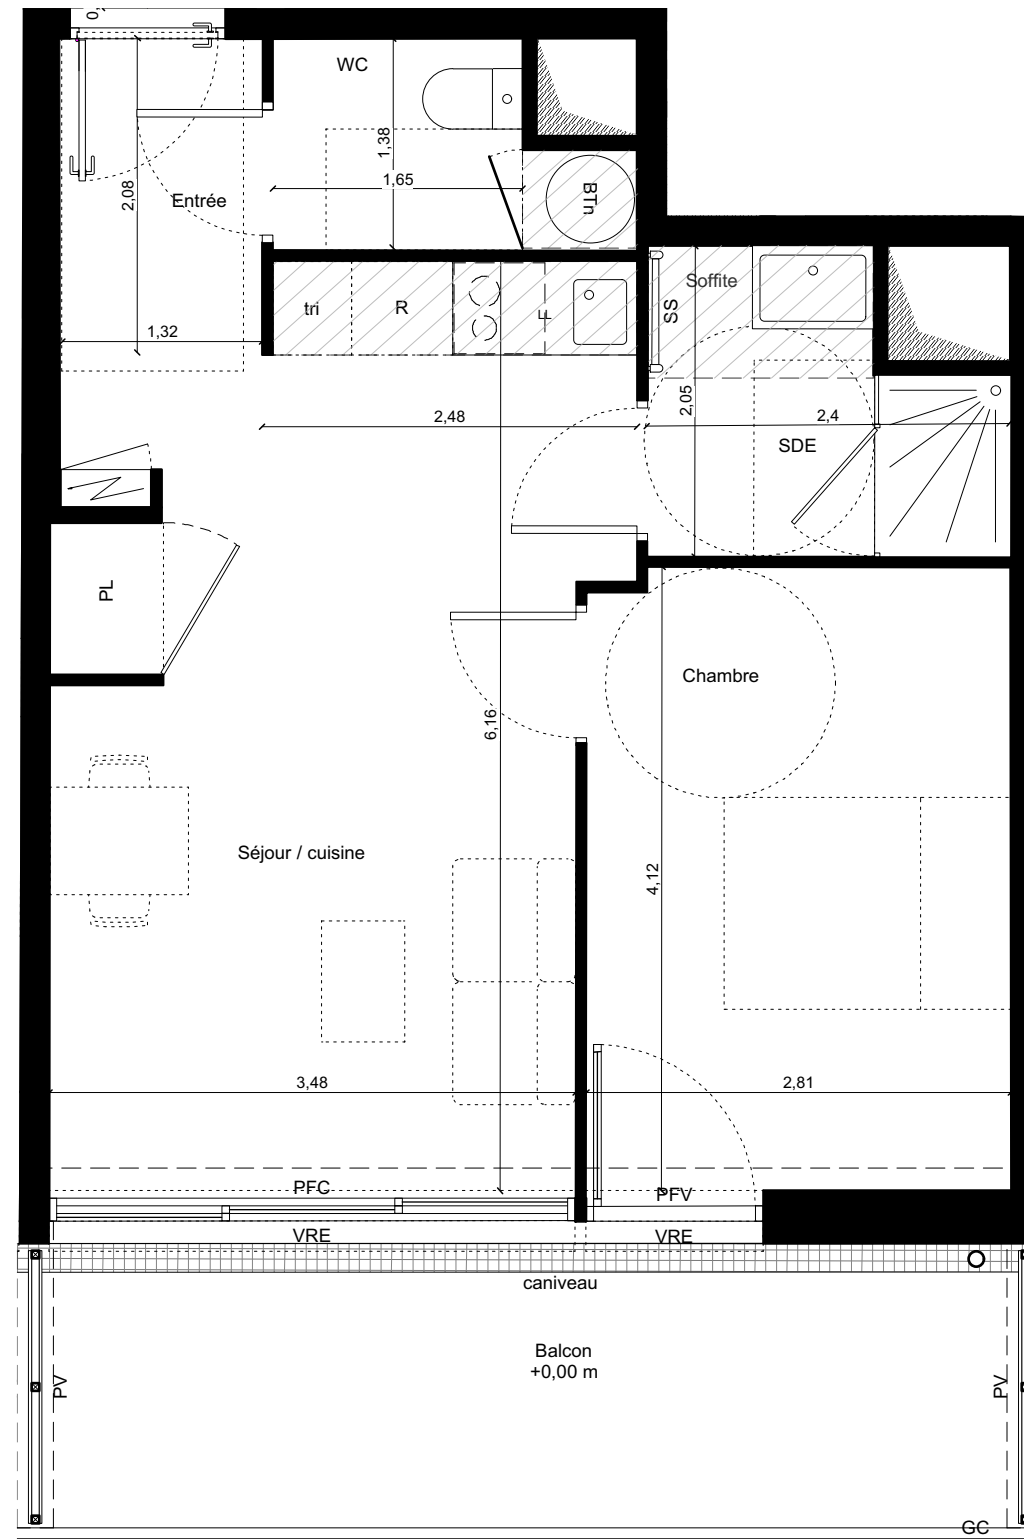 0,
WC
1,38
1,65
2,08
Entrée
BTn
Soffite
SS
tri
R
LF
1,32
2,48
2,05
2,4
SDE
PL
Chambre
6,16
Séjour / cuisine
4,12
3,48
2,81
PFC
PFV
VRE
VRE
caniveau
Balcon
+0,00 m
PV
PV
GC